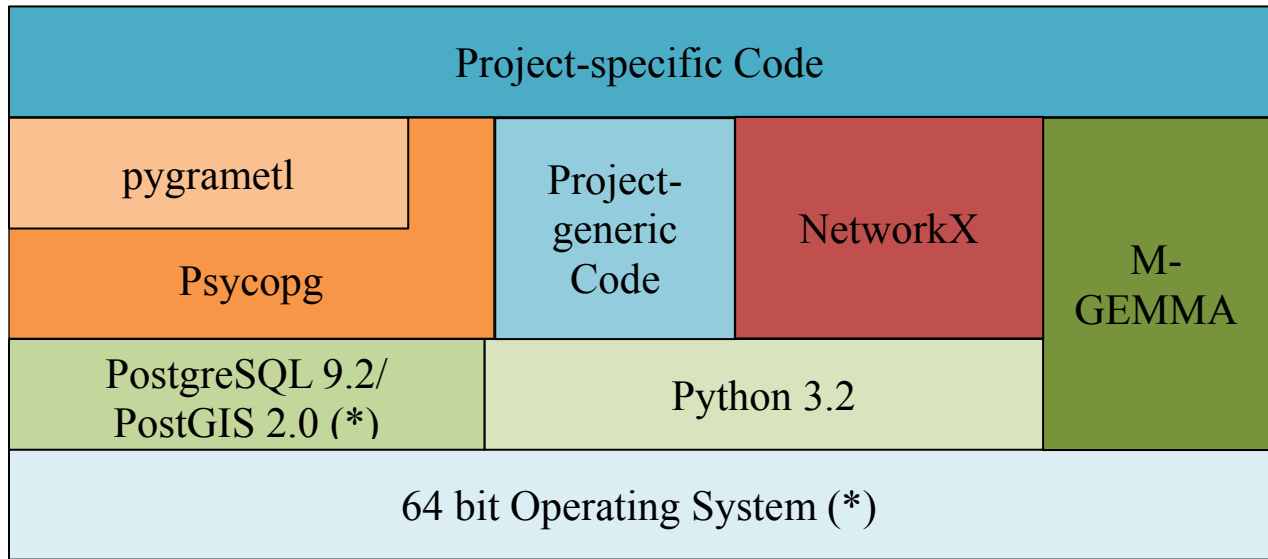 Project-specific Code
pygrametl
Psycopg
Project-
generic
Code
NetworkX
M-
GEMMA
PostgreSQL 9.2/
PostGIS 2.0 (*)
Python 3.2
64 bit Operating System (*)